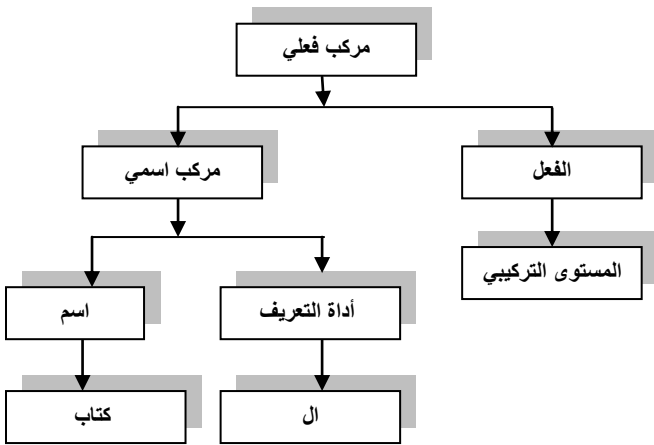 مركب فعلي
الفعل
مركب اسمي
المستوى التركيبي
أداة التعريف
اسم
ال
كتاب